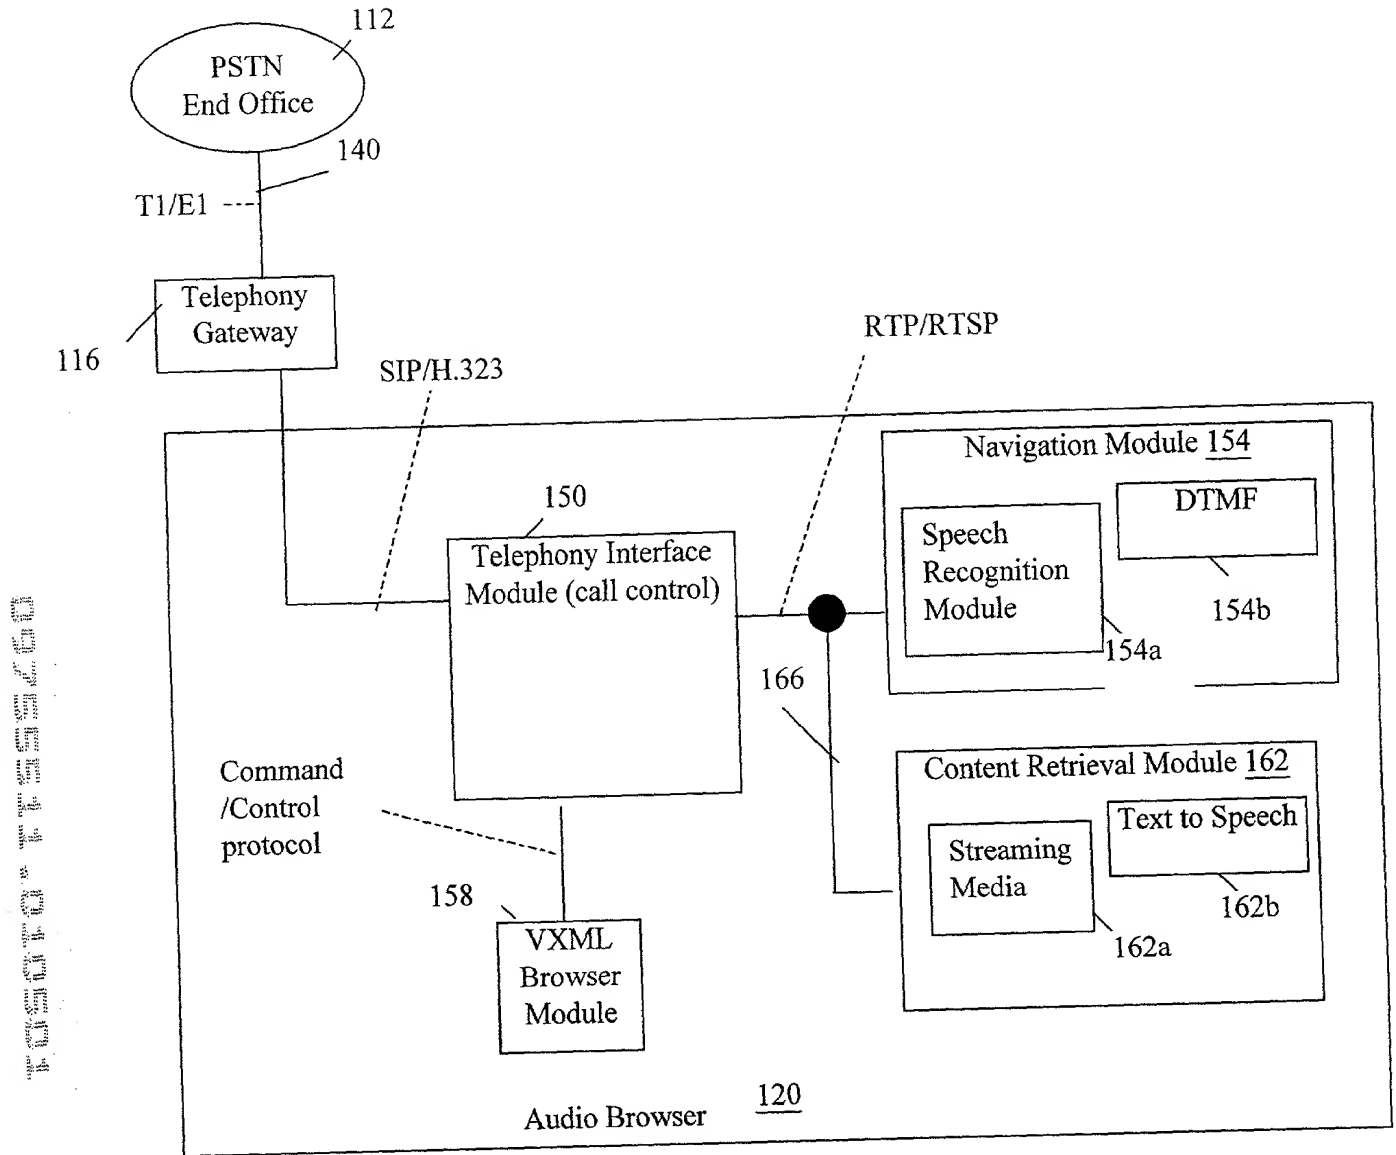 112
PSTN
End Office
140
T1/E1
Telephony
Gateway
116
SIP/H.323
RTP/RTSP
Navigation Module 154
DTMF
Speech
Recognition
Module
154a
154b
150
Telephony Interface
Module (call control)
166
Content Retrieval Module 162
Text to Speech
Streaming
Media
162b
162a
Command
/Control
protocol
158
VXML
Browser
Module
120
Audio Browser
09755511.010501